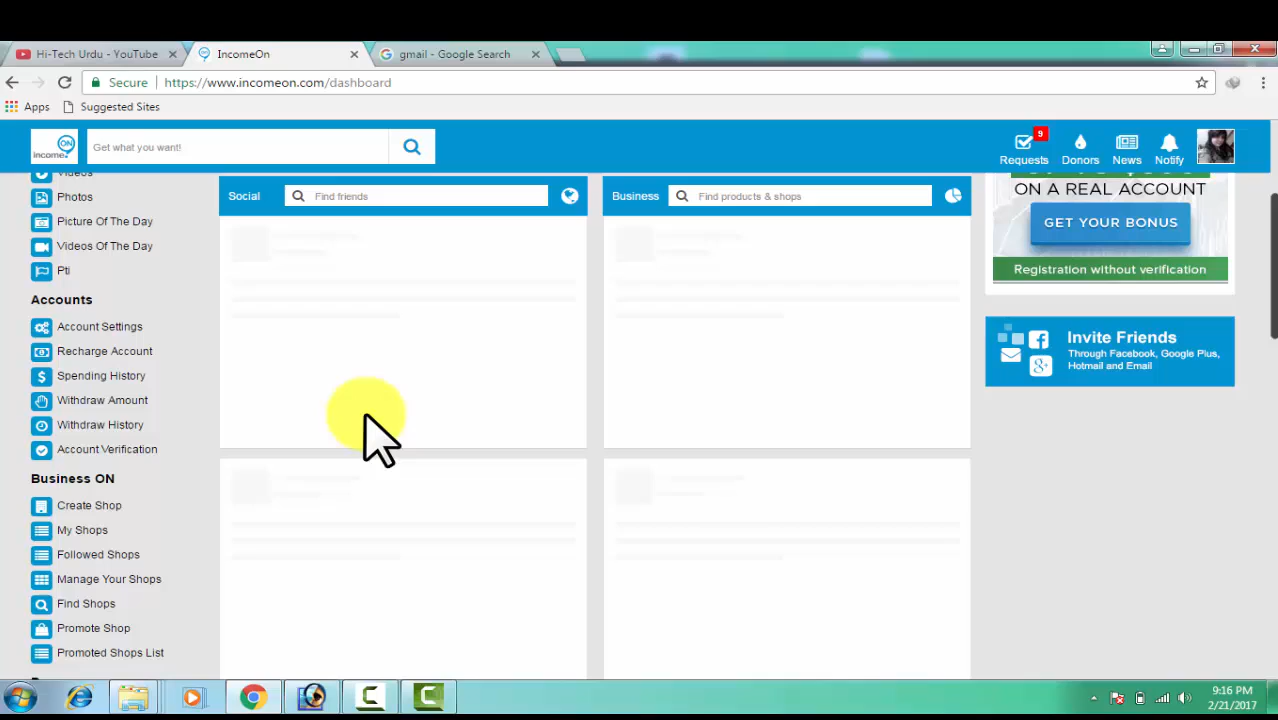 Hi-Tech Urdu - YouTube
IncomeOn
gmail - Google Search
Secure
https://www.incomeon.com/dashboard
Apps
Suggested Sites
income ON
Get what you want!
9
Requests
Donors
News
Notify
Videos
Photos
Picture Of The Day
Videos Of The Day
Pti
Accounts
Account Settings
Recharge Account
Spending History
Withdraw Amount
Withdraw History
Account Verification
Business ON
Create Shop
My Shops
Followed Shops
Manage Your Shops
Find Shops
Promote Shop
Promoted Shops List
Social
Find friends
Business
Find products & shops
ON A REAL ACCOUNT
GET YOUR BONUS
Registration without verification
Invite Friends
Through Facebook, Google Plus,
Hotmail and Email
9:16 PM
2/21/2017